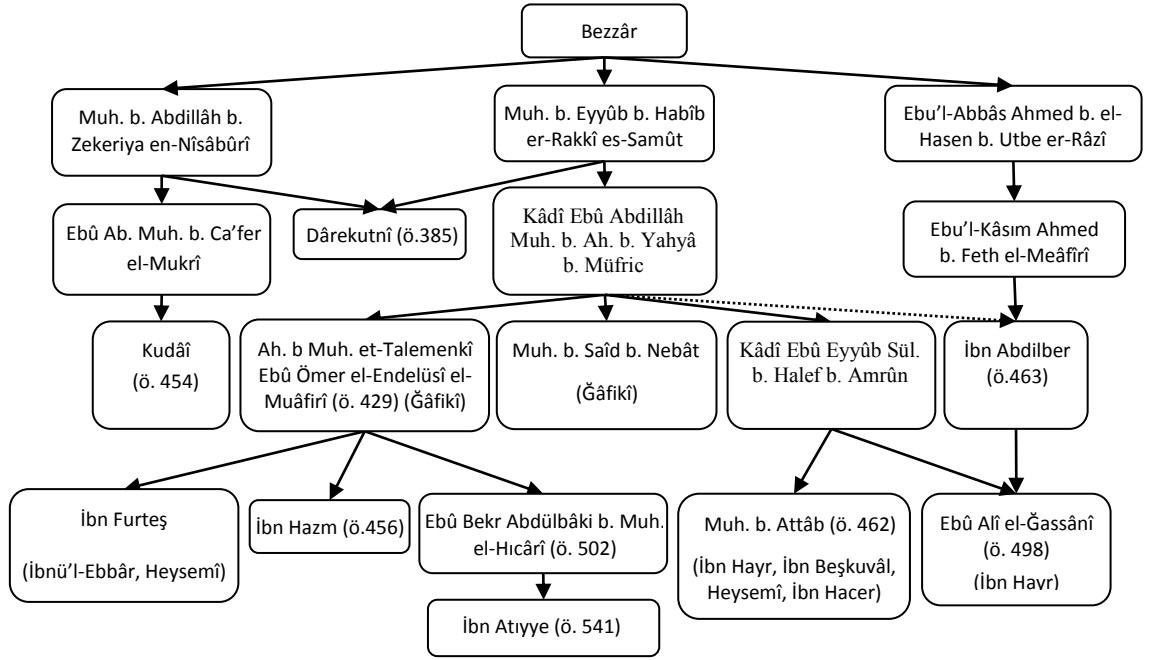 Bezzâr
Muh. b. Abdillâh b.
Zekeriya en-Nîsâbûrî
Muh. b. Eyyûb b. Habîb
er-Rakkî es-Samût
Ebu’l-Abbâs Ahmed b. el-
Hasen b. Utbe er-Râzî
Ebû Ab. Muh. b. Ca’fer
el-Mukrî
Dârekutnî (ö.385)
Kâdî Ebû Abdillâh
Muh. b. Ah. b. Yahyâ
b. Müfric
Ebu’l-Kâsım Ahmed
b. Feth el-Meâfîrî
Kudâî
(ö. 454)
Ah. b Muh. et-Talemenkî
Ebû Ömer el-Endelüsî el-
Muâfirî (ö. 429) (Ğâfikî)
Muh. b. Saîd b. Nebât
(Ğâfikî)
Kâdî Ebû Eyyûb Sül.
b. Halef b. Amrûn
İbn Abdilber
(ö.463)
İbn Furteş
(İbnü’l-Ebbâr, Heysemî)
İbn Hazm (ö.456)
Ebû Bekr Abdülbâki b. Muh.
el-Hıcârî (ö. 502)
Muh. b. Attâb (ö. 462)
(İbn Hayr, İbn Beşkuvâl,
Heysemî, İbn Hacer)
Ebû Alî el-Ğassânî
(ö. 498)
(İbn Hayr)
İbn Atıyye (ö. 541)